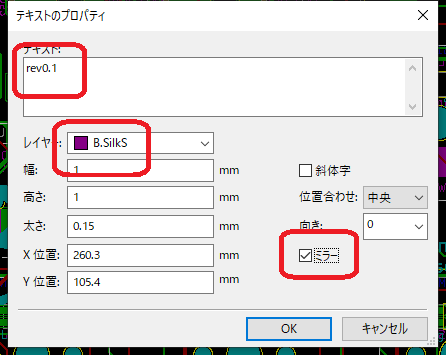 テキストのプロパティ
テキスト:
rev0.1
レイヤー: B.SilkS
幅: 1 mm 斜体字
高さ: 1 mm 位置合わせ: 中央
太さ: 0.15 mm 向き: 0
X 位置: 260.3 mm ミラー
Y 位置: 105.4 mm
OK キャンセル